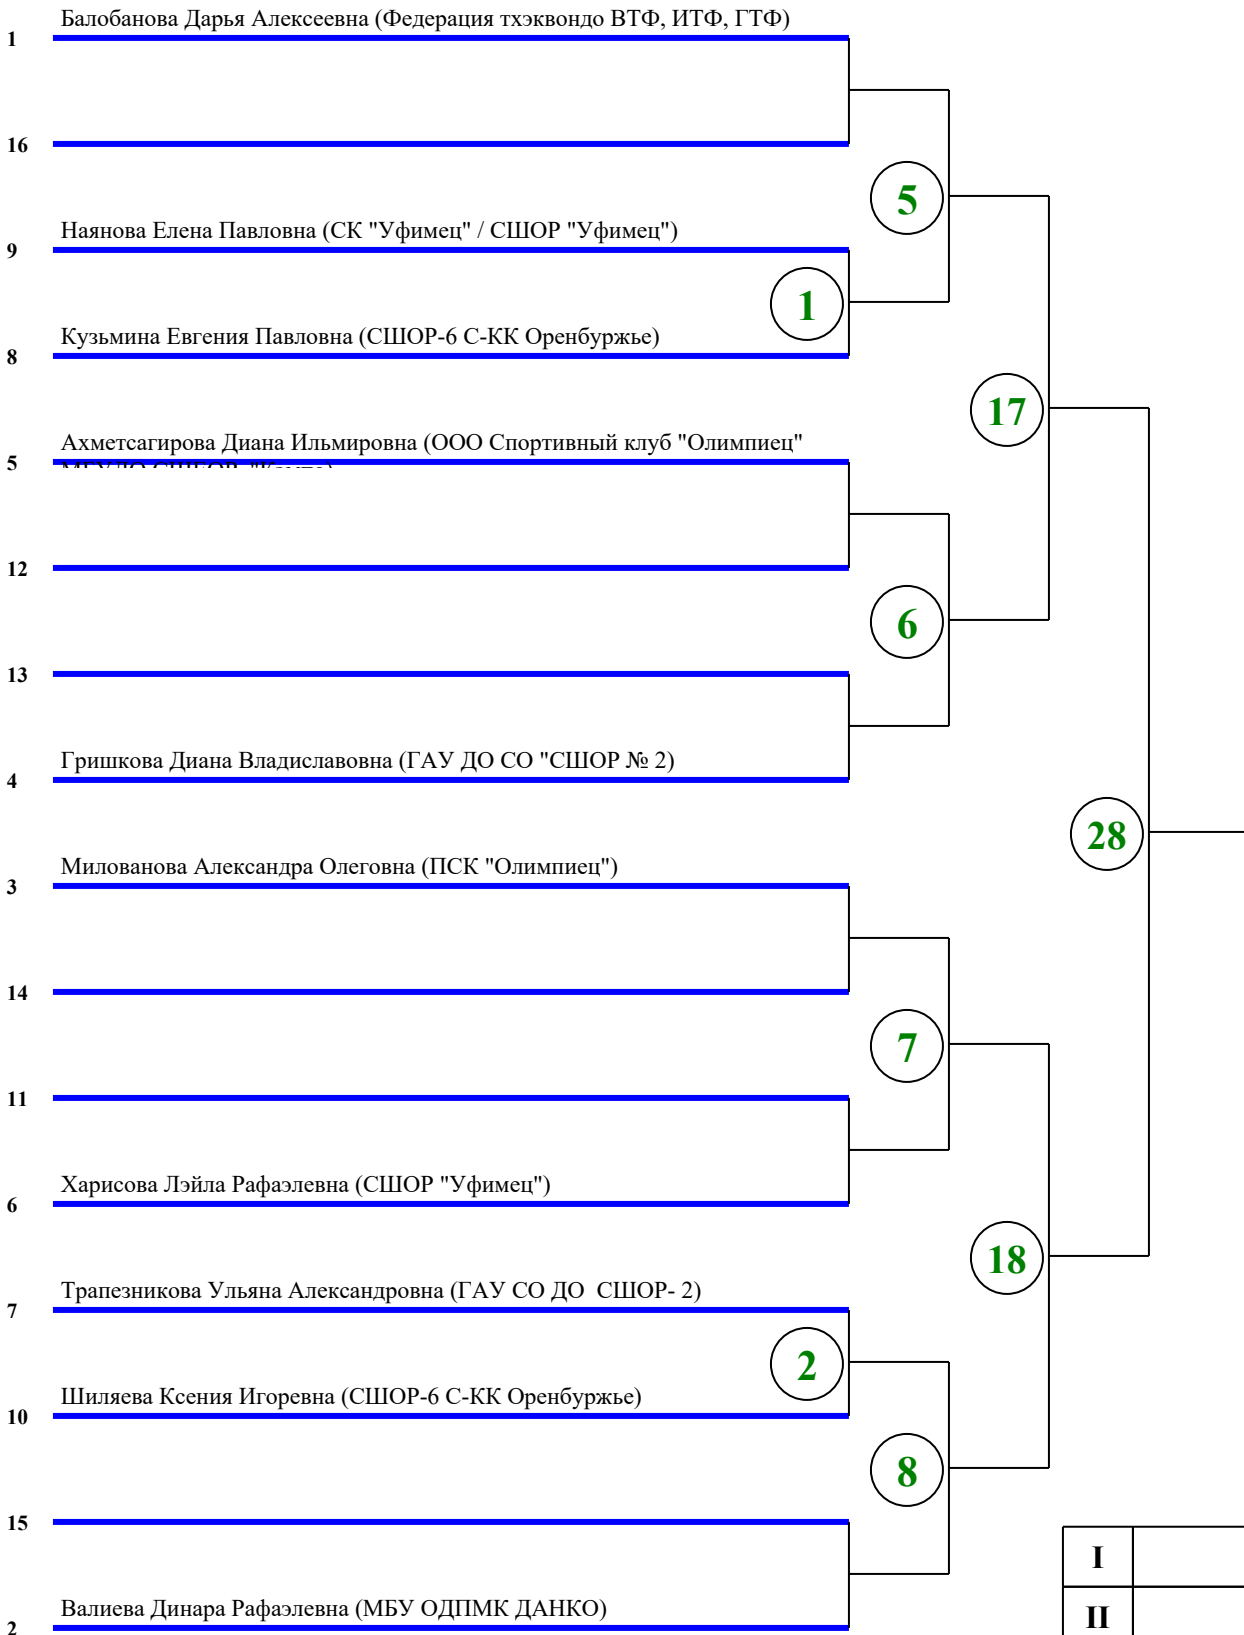 Балобанова Дарья Алексеевна (Федерация тхэквондо ВТФ, ИТФ, ГТФ)
1
16
5
Наянова Елена Павловна (СК "Уфимец" / СШОР "Уфимец")
9
1
Кузьмина Евгения Павловна (СШОР-6 С-КК Оренбуржье)
8
17
Ахметсагирова Диана Ильмировна (ООО Спортивный клуб "Олимпиец"
5
12
6
13
Гришкова Диана Владиславовна (ГАУ ДО СО "СШОР № 2)
4
28
Милованова Александра Олеговна (ПСК "Олимпиец")
3
14
7
11
Харисова Лэйла Рафаэлевна (СШОР "Уфимец")
6
18
Трапезникова Ульяна Александровна (ГАУ СО ДО  СШОР- 2)
7
2
Шиляева Ксения Игоревна (СШОР-6 С-КК Оренбуржье)
10
8
15
I
Валиева Динара Рафаэлевна (МБУ ОДПМК ДАНКО)
II
2